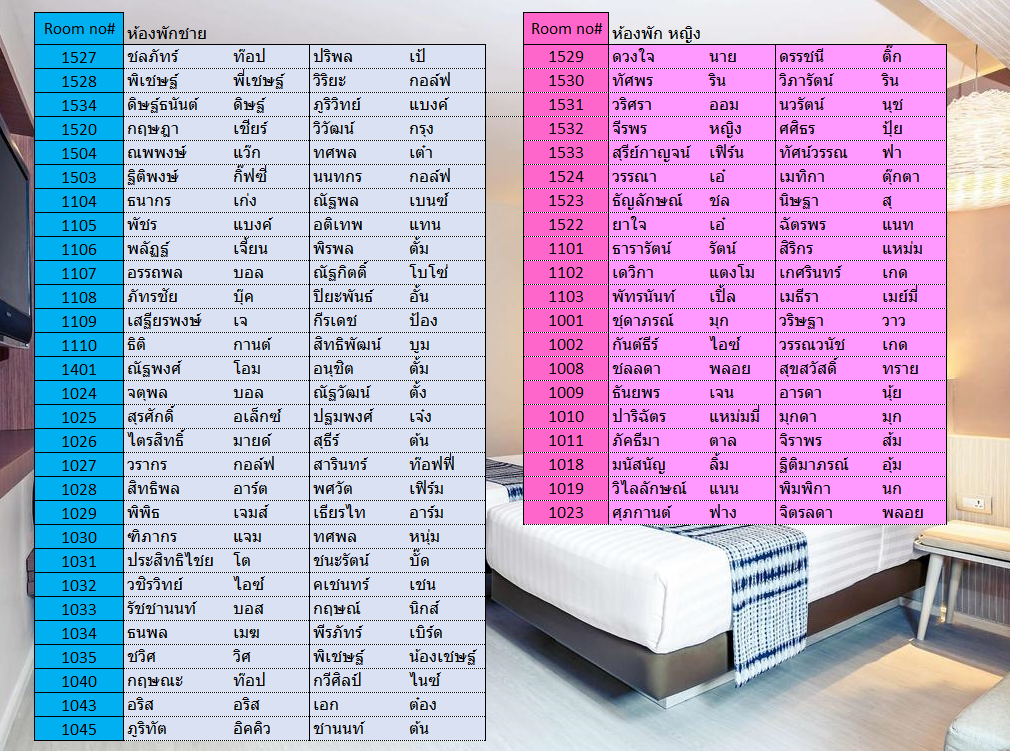 Room no# ห้องพักชาย
1527 ชลภัทร์ ท๊อป ปริพล เป้
1528 พิเชษฐ์ พี่เชษฐ์ วิริยะ กอล์ฟ
1534 ดิษฐ์ธนันต์ ดิษฐ์ ภูริวิทย์ แบงค์
1520 กฤษฎา เชียร์ วิวัฒน์ กรุง
1504 ณพพงษ์ แว๊ก ทศพล เต๋า
1503 ฐิติพงษ์ กิ๊ฟซี่ นนทกร กอล์ฟ
1104 ธนากร เก่ง ณัฐพล เบนซ์
1105 พัชร แบงค์ อดิเทพ แทน
1106 พลัฏฐ์ เจี๊ยน พิรพล ตั้ม
1107 อรรถพล บอล ณัฐกิตติ์ โบโซ่
1108 ภัทรชัย บุ๊ค ปิยะพันธ์ อั้น
1109 เสฐียรพงษ์ เจ กีรเดช ป้อง
1110 ธิติ กานต์ สิทธิพัฒน์ บูม
1401 ณัฐพงศ์ โอม อนุชิต ตั้ม
1024 จตุพล บอล ณัฐวัฒน์ ตั้ง
1025 สุรศักดิ์ อเล็กซ์ ปฐมพงศ์ เจ๋ง
1026 ไตรสิทธิ์ มายด์ สุธีร์ ต้น
1027 วรากร กอล์ฟ สารินทร์ ท๊อฟฟี่
1028 สิทธิพล อาร์ต พศวัต เฟิร์ม
1029 พิพิธ เจมส์ เธียรไท อาร์ม
1030 ฑิภากร แจม ทศพล หนุ่ม
1031 ประสิทธิไชย โต ชนะรัตน์ บั๊ด
1032 วชิรวิทย์ ไอซ์ คเชนทร์ เชน
1033 รัชชานนท์ บอส กฤษณ์ นิกส์
1034 ธนพล เมฆ พีรภัทร์ เบิร์ด
1035 ชวิศ วิศ พิเชษฐ์ น้องเชษฐ์
1040 กฤษณะ ท๊อป กวีศิลป์ ไนซ์
1043 อริส อริส เอก ต๋อง
1045 ภูริทัต อิคคิว ชานนท์ ต้น
Room no# ห้องพัก หญิง
1529 ดวงใจ นาย ดรรชนี ติ๊ก
1530 ทัศพร ริน วิภารัตน์ ริน
1531 วริศรา ออม นวรัตน์ นุช
1532 จีรพร หญิง ศศิธร ปุ้ย
1533 สุรีย์กาญจน์ เฟิร์น ทัศน์วรรณ ฟา
1524 วรรณา เอ๋ เมทิกา ตุ๊กตา
1523 ธัญลักษณ์ ชล นิษฐา สุ
1522 ยาใจ เอ๋ ฉัตรพร แนท
1101 ธารารัตน์ รัตน์ สิริกร แหม่ม
1102 เดวิกา แตงโม เกศรินทร์ เกด
1103 พัทรนันท์ เปิ้ล เมธีรา เมย์มี่
1001 ชุดาภรณ์ มุก วริษฐา วาว
1002 กันต์ธีร์ ไอซ์ วรรณวนัช เกด
1008 ชลลดา พลอย สุขสวัสดิ์ ทราย
1009 ธันยพร เจน อารดา นุ้ย
1010 ปาริฉัตร แหม่มมี่ มุกดา มุก
1011 ภัคธีมา ตาล จิราพร ส้ม
1018 มนัสนัญ ลิ้ม ฐิติมาภรณ์ อุ้ม
1019 วิไลลักษณ์ แนน พิมพิกา นก
1023 ศุภกานต์ ฟาง จิตรลดา พลอย